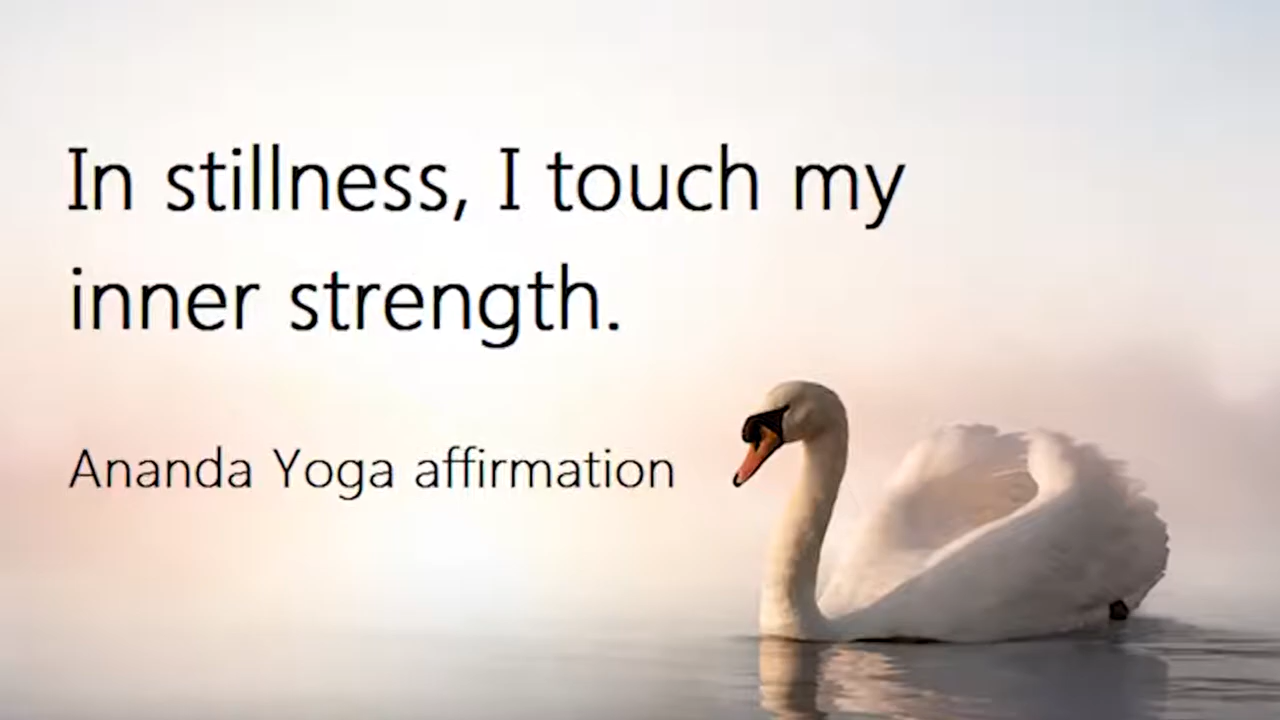 In stillness, I touch my
inner strength.
Ananda Yoga affirmation